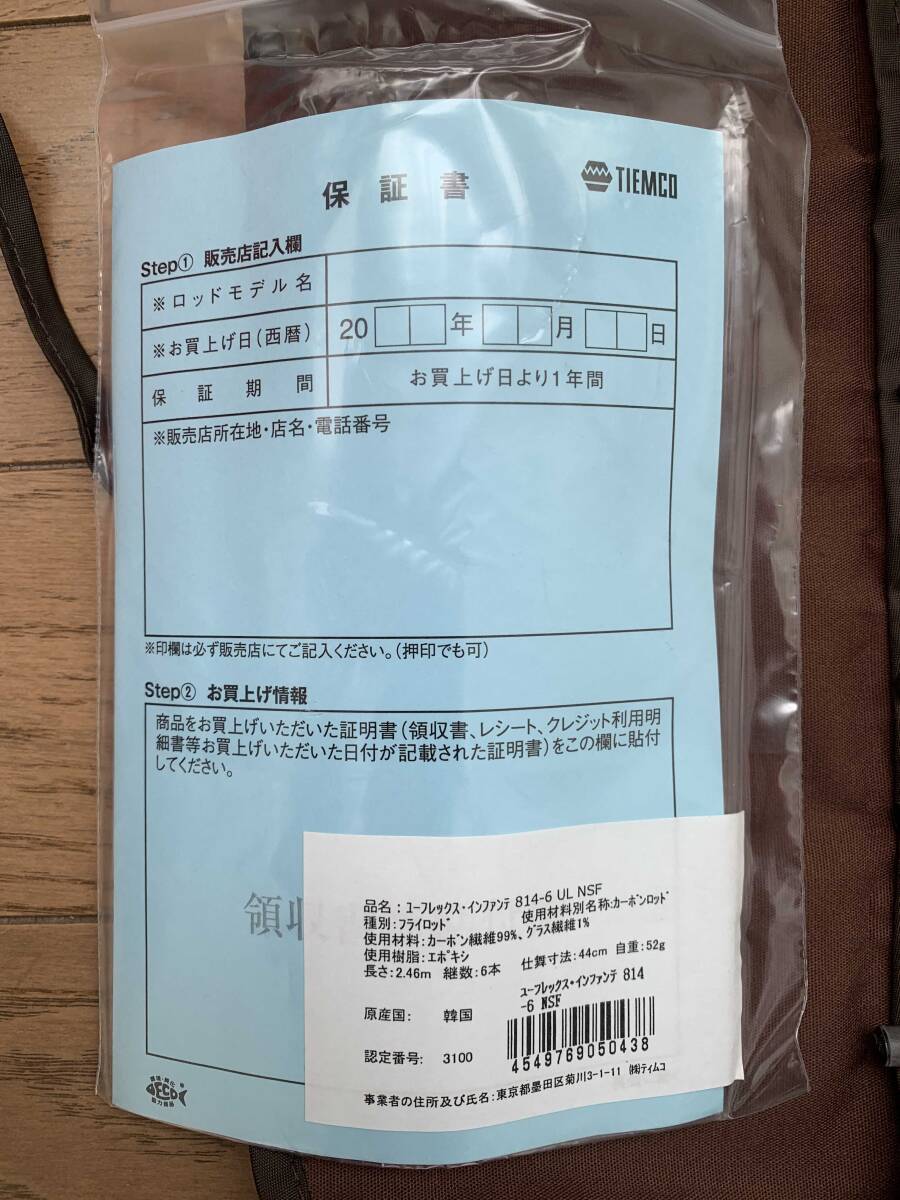 保証書
TIEMCO
Step① 販売店記入欄
※ロッドモデル名
※お買上げ日(西暦) 20 年 月 日
保証期間 お買上げ日より1年間
※販売店所在地・店名・電話番号
※印欄は必ず販売店にてご記入ください。(押印でも可)
Step② お買上げ情報
商品をお買上げいただいた証明書(領収書、レシート、クレジット利用明
細書等お買上げいただいた日付が記載された証明書)をこの欄に貼付
してください。
領収
品名:ユーフレックス・インファンテ 814-6 UL NSF
種別:フライロッド 使用材料別名称:カーボンロッド
使用材料:カーボン繊維99%、グラス繊維1%
使用樹脂:エポキシ
長さ:2.46m 継数:6本 仕舞寸法:44cm 自重:52g
ユーフレックス・インファンテ 814
-6 NSF
原産国: 韓国
4549769050438
認定番号: 3100
事業者の住所及び氏名:東京都墨田区菊川3-1-11 ㈱ティムコ
ECO